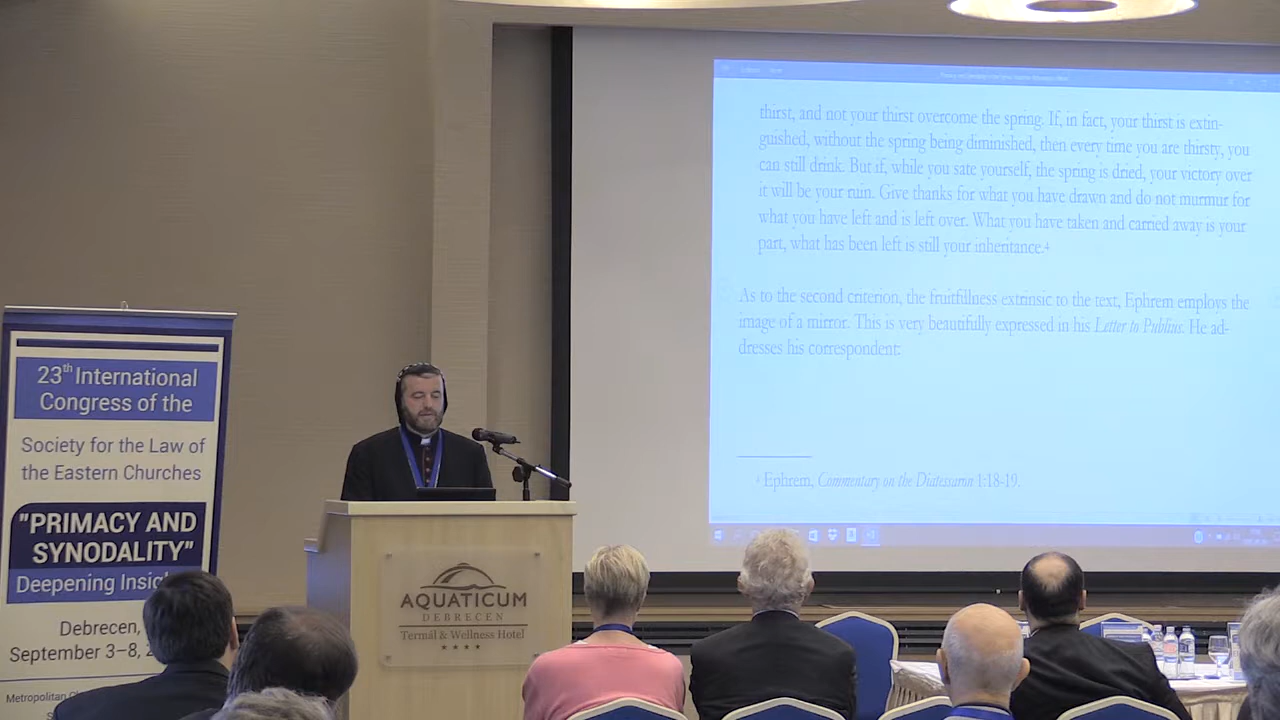 23th International
Congress of the
Society for the Law of
the Eastern Churches
"PRIMACY AND
SYNODALITY"
Deepening
Debrecen,
September 3–8,
Metropolitan
AQUATICUM
DEBRECEN
Termál & Wellness Hotel
thirst, and not your thirst overcome the spring. If, in fact, your thirst is extin-
guished, without the spring being diminished, then every time you are thirsty, you
can still drink. But if, while you sate yourself, the spring is dried, your victory over
it will be your ruin. Give thanks for what you have drawn and do not murmur for
what you have left and is left over. What you have taken and carried away is your
part, what has been left is still your inheritance.4
As to the second criterion, the fruitfulness extrinsic to the text, Ephrem employs the
image of a mirror. This is very beautifully expressed in his Letter to Publius. He ad-
dresses his correspondent:
4 Ephrem, Commentary on the Diatessaron 1:18-19.